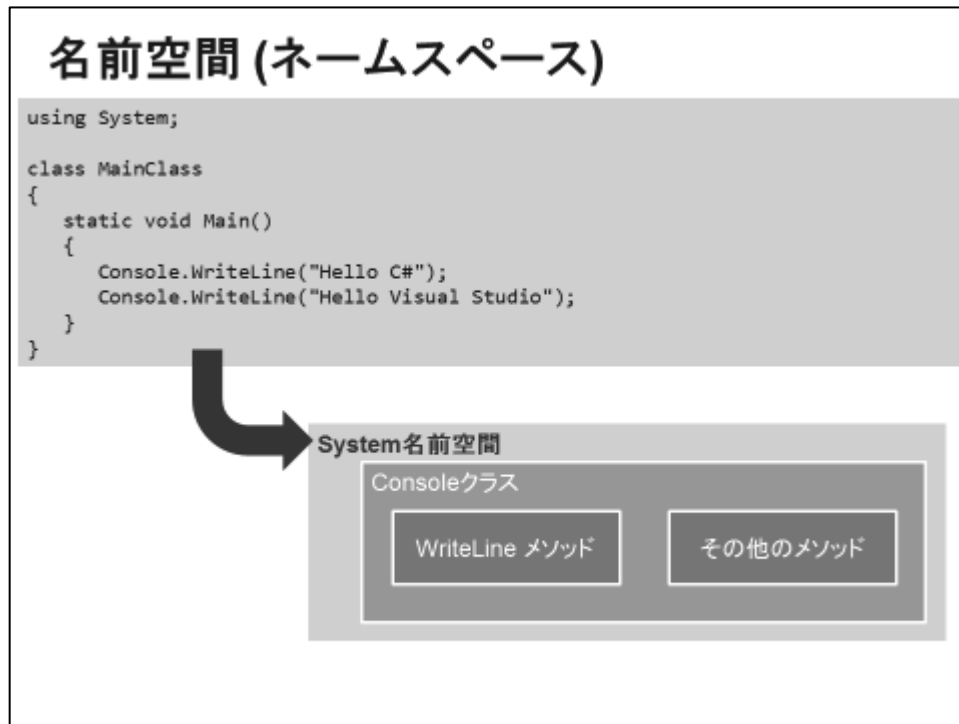 名前空間 (ネームスペース)
using System;
class MainClass
{
static void Main()
{
Console.WriteLine("Hello C#");
Console.WriteLine("Hello Visual Studio");
}
}
System名前空間
Consoleクラス
WriteLine メソッド
その他のメソッド